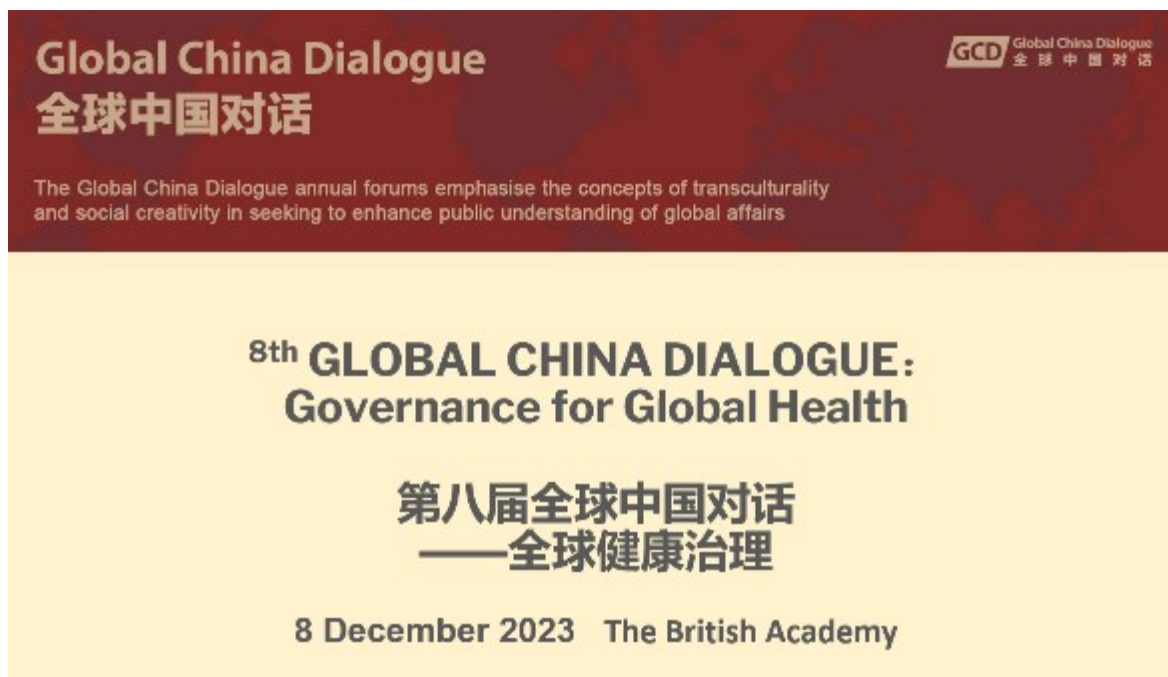 Global China Dialogue
全球中国对话
GCD
Global China Dialogue
全球中国对话
The Global China Dialogue annual forums emphasise the concepts of transculturality
and social creativity in seeking to enhance public understanding of global affairs
8th GLOBAL CHINA DIALOGUE:
Governance for Global Health
第八届全球中国对话
——全球健康治理
8 December 2023 The British Academy